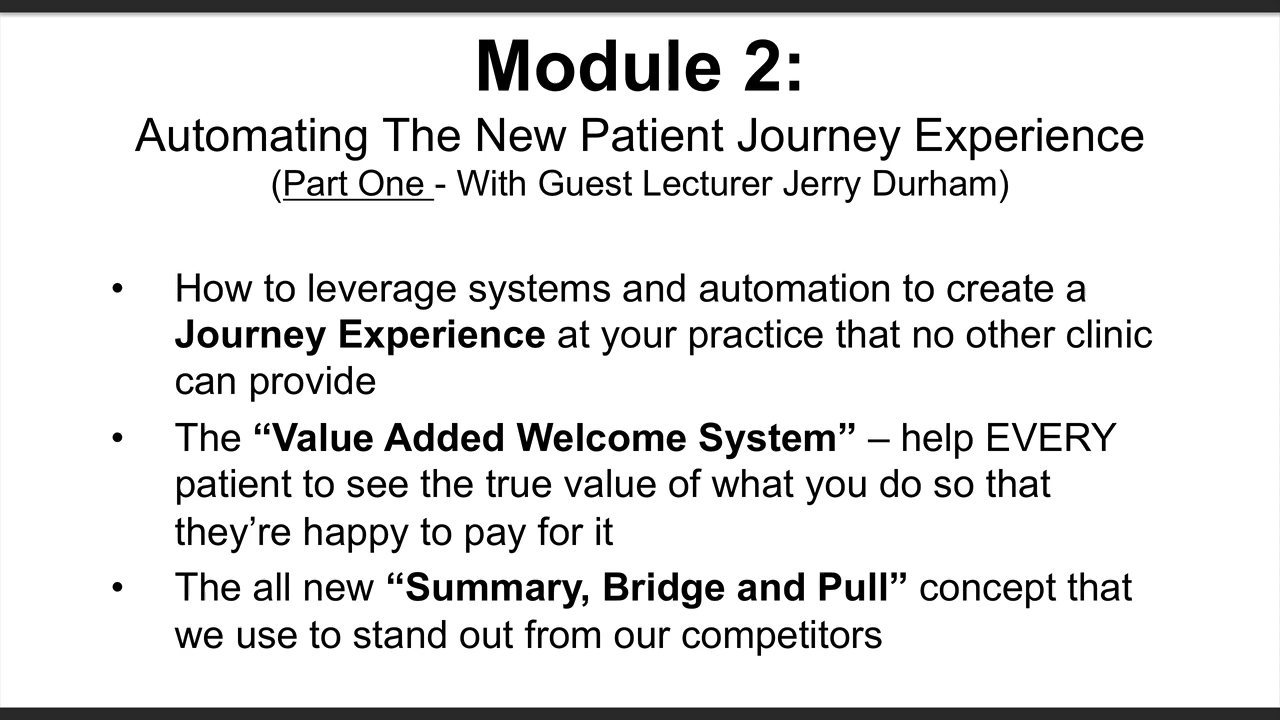 Module 2:
Automating The New Patient Journey Experience
(Part One - With Guest Lecturer Jerry Durham)
• How to leverage systems and automation to create a
Journey Experience at your practice that no other clinic
can provide
• The “Value Added Welcome System” – help EVERY
patient to see the true value of what you do so that
they’re happy to pay for it
• The all new “Summary, Bridge and Pull” concept that
we use to stand out from our competitors